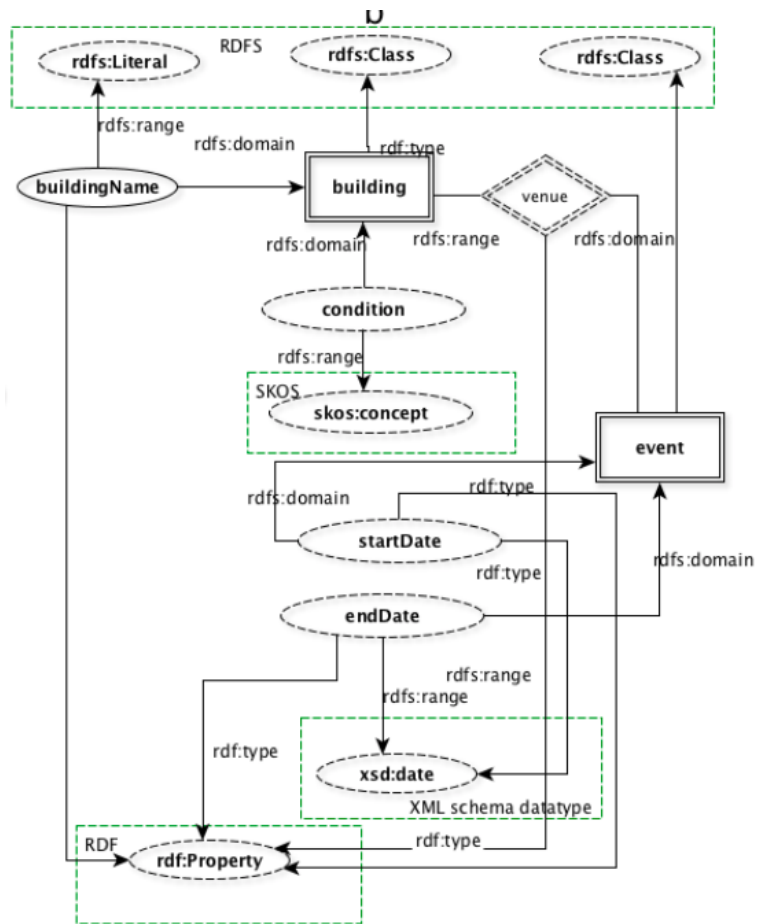 b
RDFS
rdfs:Literal
rdfs:Class
rdfs:Class
rdfs:range
rdfs:domain
rdf:type
buildingName
building
venue
rdfs:domain
rdfs:range
rdfs:domain
condition
rdfs:range
SKOS
skos:concept
event
rdfs:domain
rdf:type
startDate
rdf:type
rdfs:domain
endDate
rdfs:range
rdfs:range
rdf:type
xsd:date
XML schema datatype
RDF
rdf:type
rdf:Property